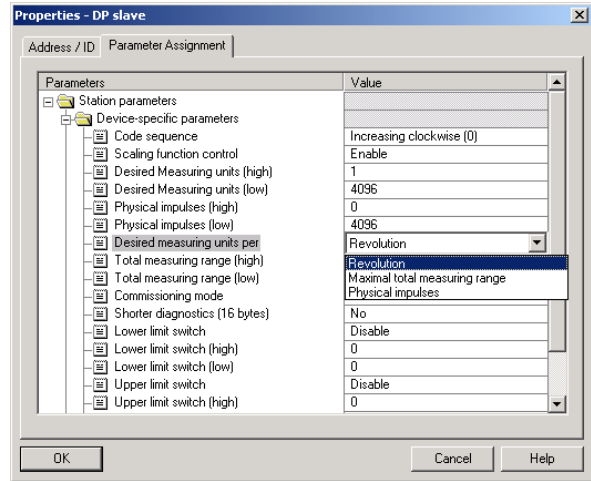 Properties - DP slave
Address / ID Parameter Assignment
Parameters Value
Station parameters
Device-specific parameters
Code sequence Increasing clockwise (0)
Scaling function control Enable
Desired Measuring units (high) 1
Desired Measuring units (low) 4096
Physical impulses (high) 0
Physical impulses (low) 4096
Desired measuring units per Revolution
Total measuring range (high) Revolution
Total measuring range (low) Maximal total measuring range
Commissioning mode Physical impulses
Shorter diagnostics (16 bytes) No
Lower limit switch Disable
Lower limit switch (high) 0
Lower limit switch (low) 0
Upper limit switch Disable
Upper limit switch (high) 0
OK Cancel Help